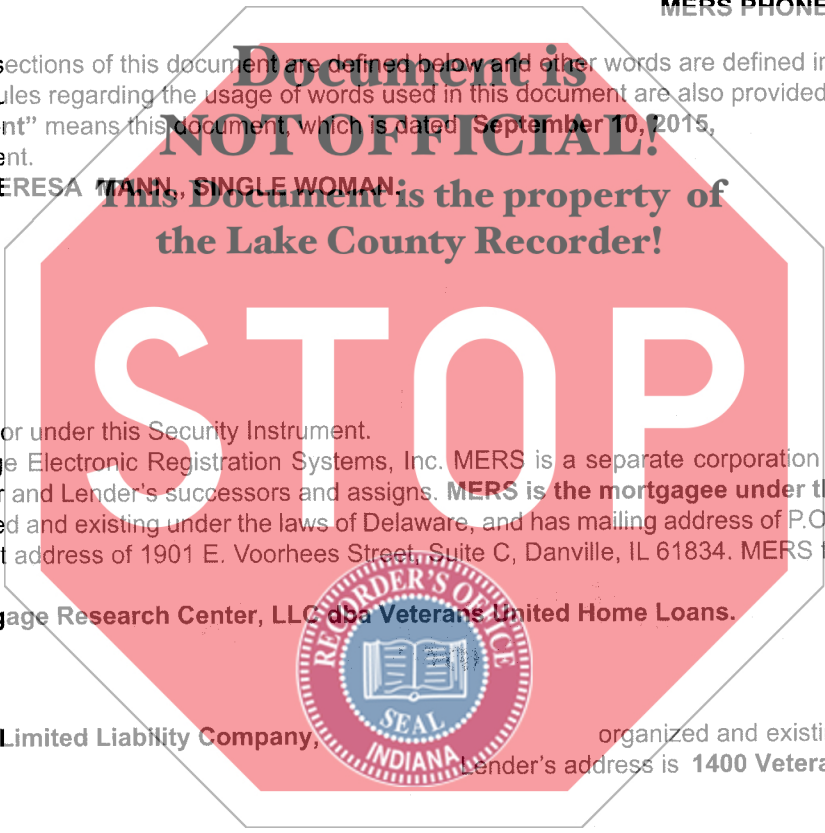 MERS PHONE
sections of this document are defined below and other words are defined in
Document is
ules regarding the usage of words used in this document are also provided
nt” means this document, which is dated September 10, 2015,
NOT OFFICIAL!
ent.
ERESA MANN,, SINGLE WOMAN.
This Document is the property of
the Lake County Recorder!
STOP
or under this Security Instrument.
ge Electronic Registration Systems, Inc. MERS is a separate corporation
r and Lender’s successors and assigns. MERS is the mortgagee under th
ed and existing under the laws of Delaware, and has mailing address of P.O
t address of 1901 E. Voorhees Street, Suite C, Danville, IL 61834. MERS t
gage Research Center, LLC dba Veterans United Home Loans.
RECORDER'S OFFICE
SEAL
INDIANA
Limited Liability Company,
organized and existi
Lender’s address is 1400 Vetera